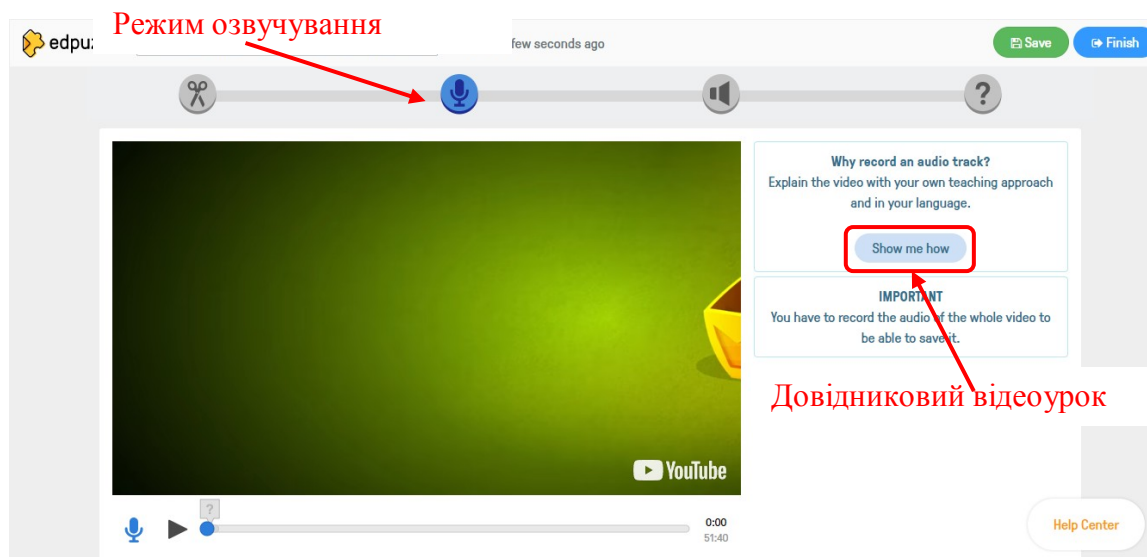 Режим озвучування
edpu
few seconds ago
Save
Finish
?
Why record an audio track?
Explain the video with your own teaching approach
and in your language.
Show me how
IMPORTANT
You have to record the audio of the whole video to
be able to save it.
Довідниковий відеоурок
YouTube
?
0:00
51:40
Help Center